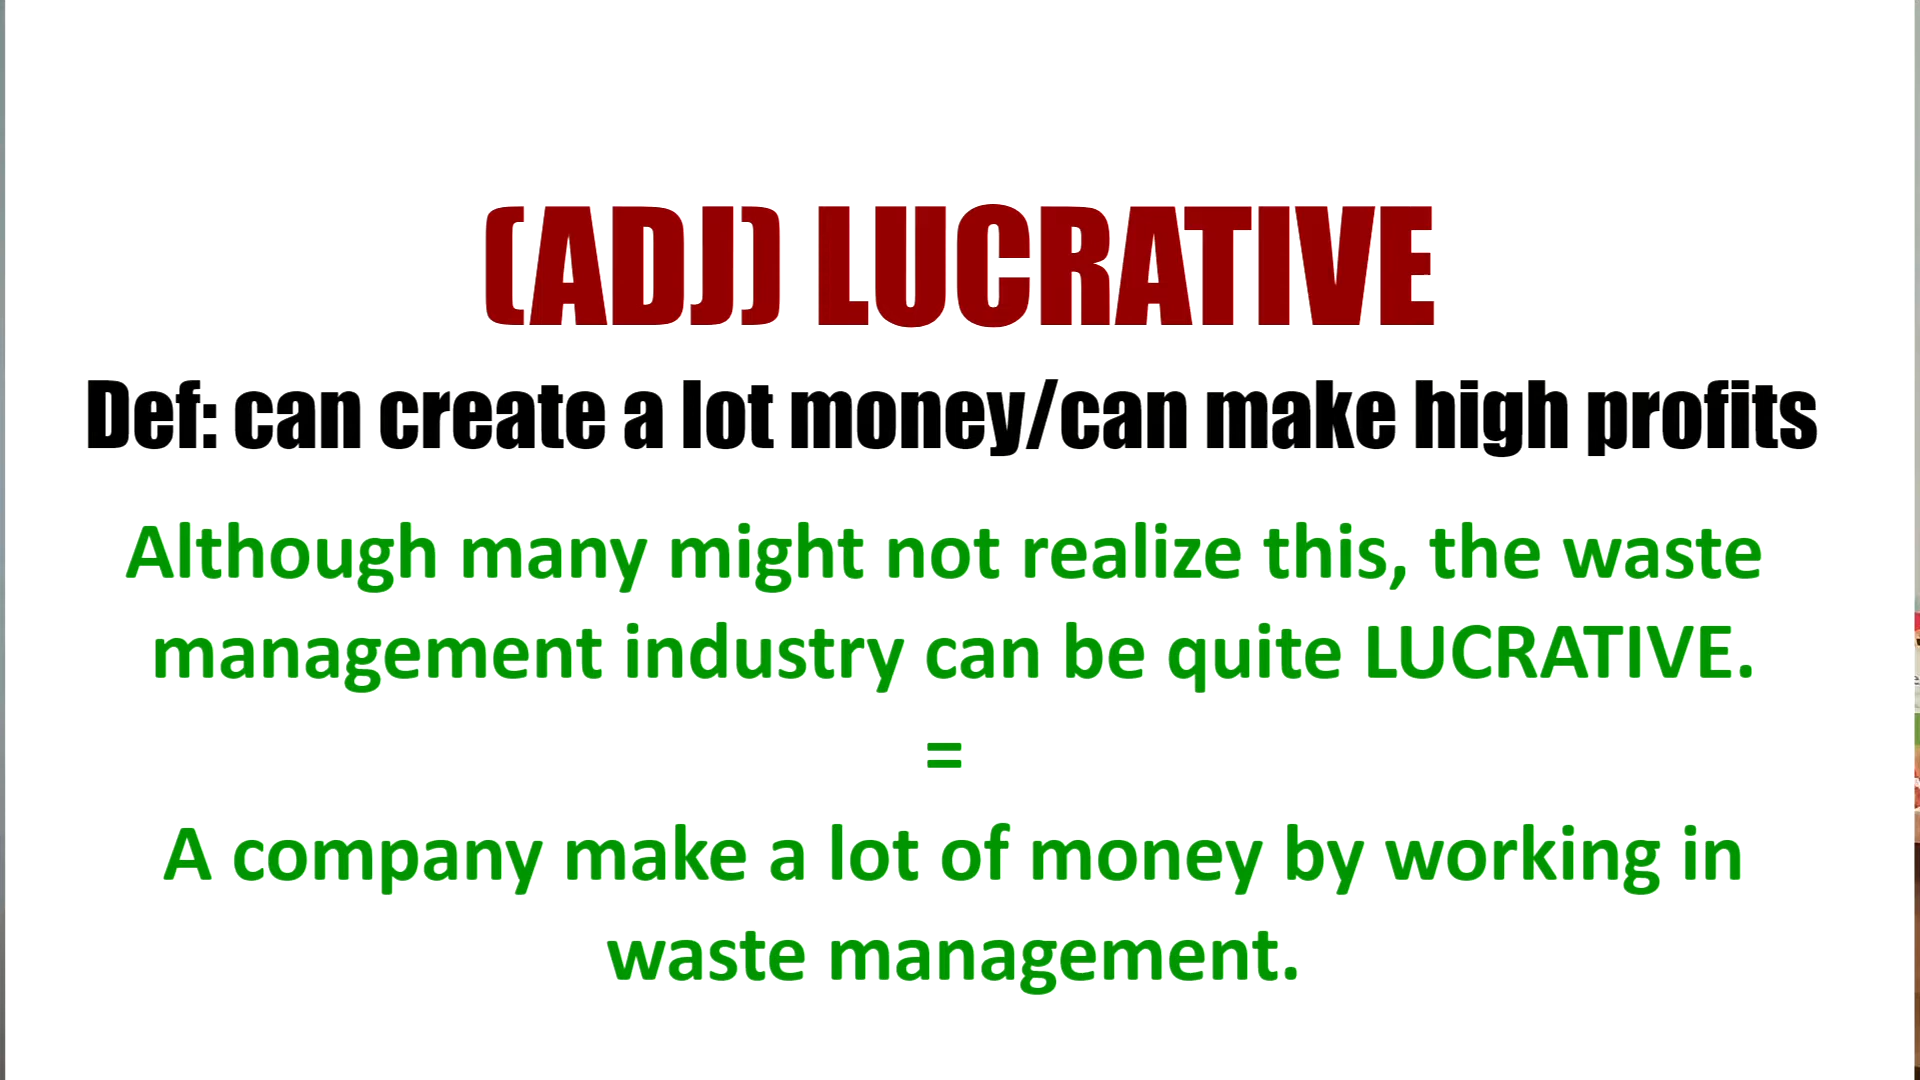 (ADJ) LUCRATIVE
Def: can create a lot money/can make high profits
Although many might not realize this, the waste
management industry can be quite LUCRATIVE.
=
A company make a lot of money by working in
waste management.